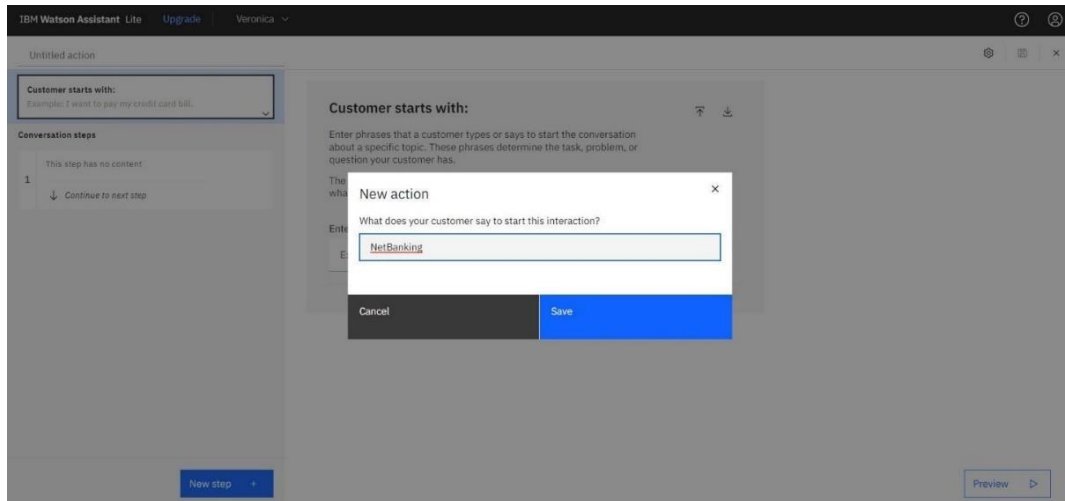 IBM Watson Assistant Lite Upgrade Veronica
Untitled action
Customer starts with:
Example: I want to pay my credit card bill.
Conversation steps
1
This step has no content
Continue to next step
New step +
Customer starts with:
Enter phrases that a customer types or says to start the conversation
about a specific topic. These phrases determine the task, problem, or
question your customer has.
The
wha
Ente
E
New action
What does your customer say to start this interaction?
NetBanking
Cancel
Save
Preview